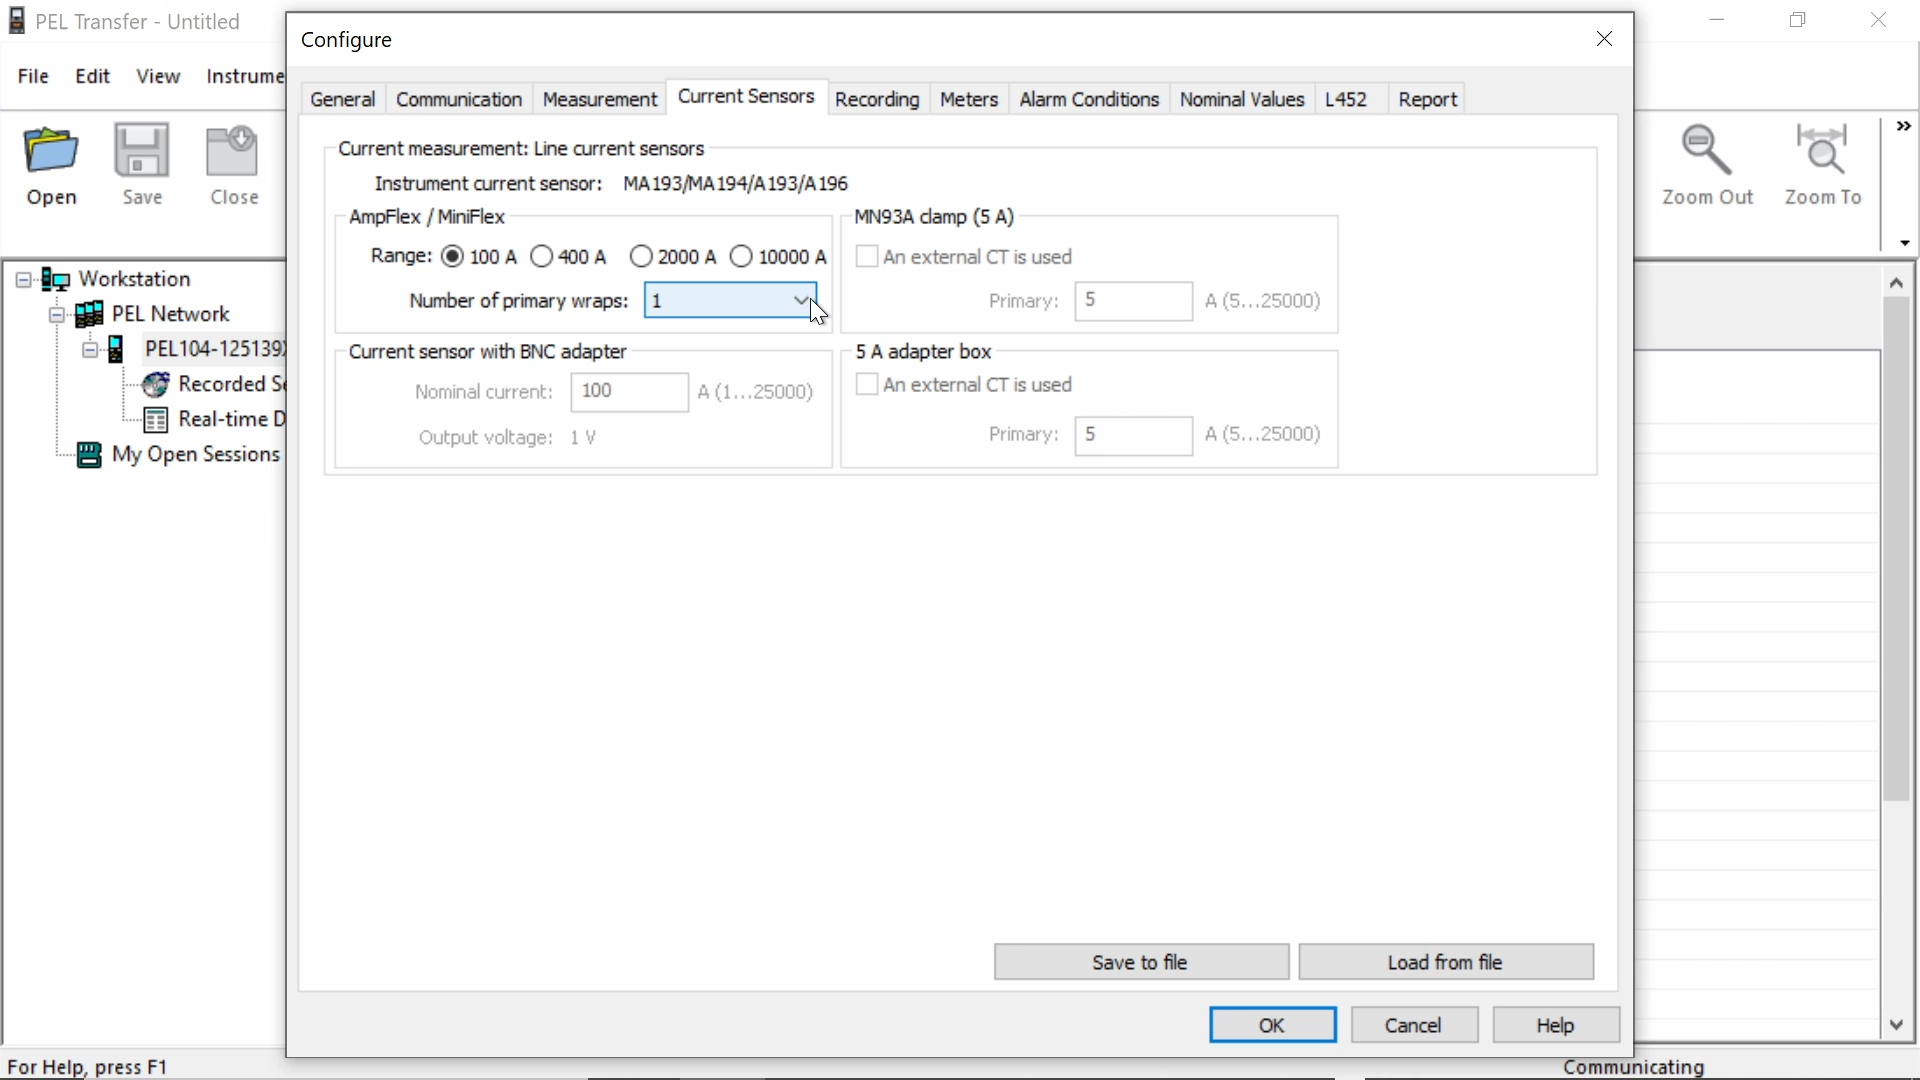 PEL Transfer - Untitled
Configure
File Edit View Instrume
General Communication Measurement Current Sensors Recording Meters Alarm Conditions Nominal Values L452 Report
Open Save Close
Zoom Out Zoom To
Current measurement: Line current sensors
Instrument current sensor: MA193/MA194/A193/A196
AmpFlex / MiniFlex
Range: 100 A 400 A 2000 A 10000 A
Number of primary wraps: 1
MN93A clamp (5 A)
An external CT is used
Primary: 5 A (5...25000)
Current sensor with BNC adapter
Nominal current: 100 A (1...25000)
Output voltage: 1 V
5 A adapter box
An external CT is used
Primary: 5 A (5...25000)
Workstation
PEL Network
PEL104-125139
Recorded Se
Real-time D
My Open Sessions
Save to file Load from file
OK Cancel Help
For Help, press F1
Communicating